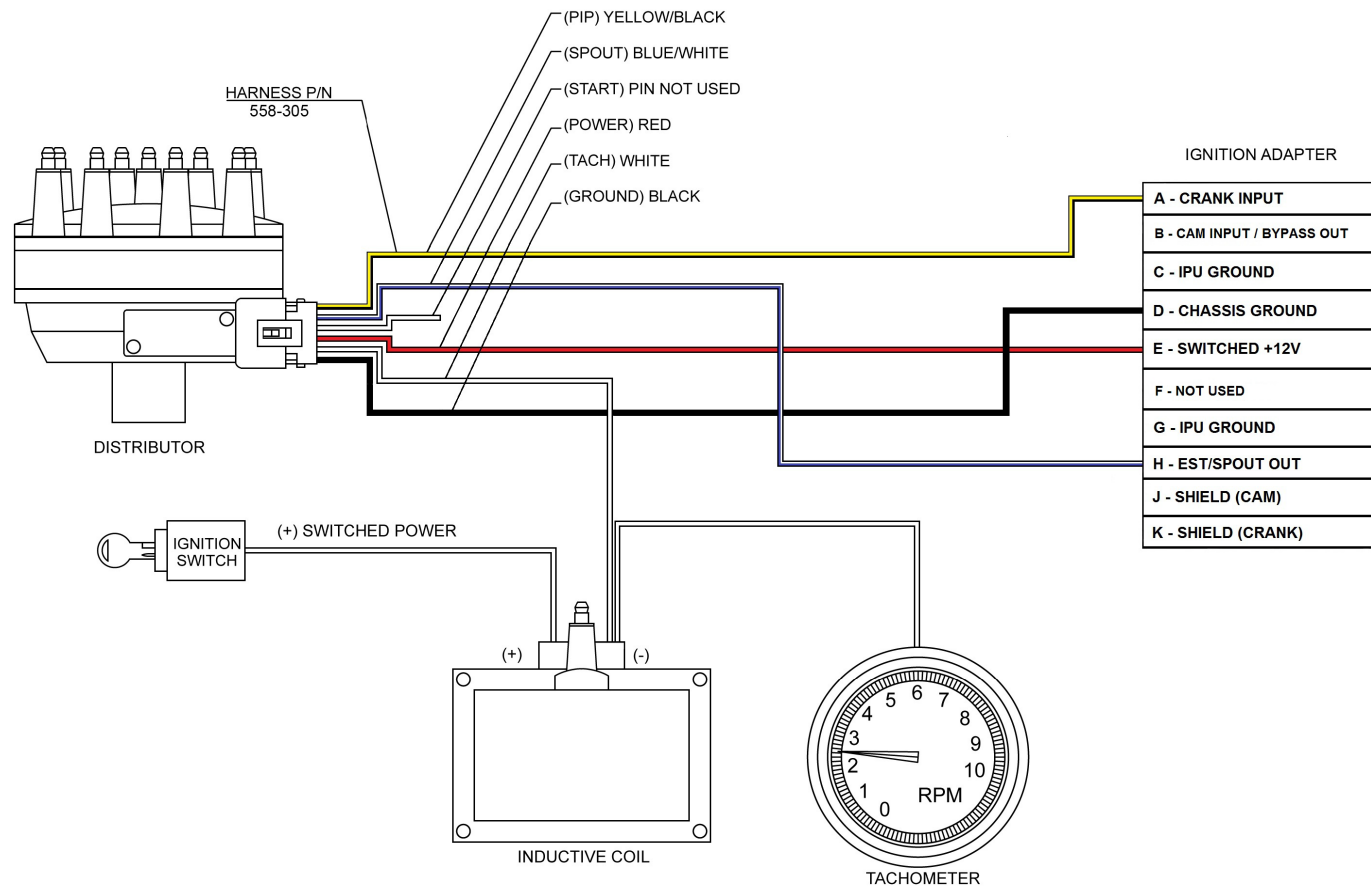 (PIP) YELLOW/BLACK
(SPOUT) BLUE/WHITE
HARNESS P/N
558-305
(START) PIN NOT USED
(POWER) RED
(TACH) WHITE
(GROUND) BLACK
IGNITION ADAPTER
A - CRANK INPUT
B - CAM INPUT / BYPASS OUT
C - IPU GROUND
D - CHASSIS GROUND
E - SWITCHED +12V
F - NOT USED
G - IPU GROUND
H - EST/SPOUT OUT
J - SHIELD (CAM)
K - SHIELD (CRANK)
DISTRIBUTOR
IGNITION
SWITCH
(+) SWITCHED POWER
(+)
(-)
INDUCTIVE COIL
0
1
2
3
4
5
6
7
8
9
10
RPM
TACHOMETER